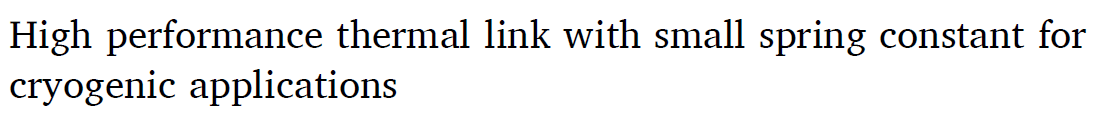 High performance thermal link with small spring constant for
cryogenic applications